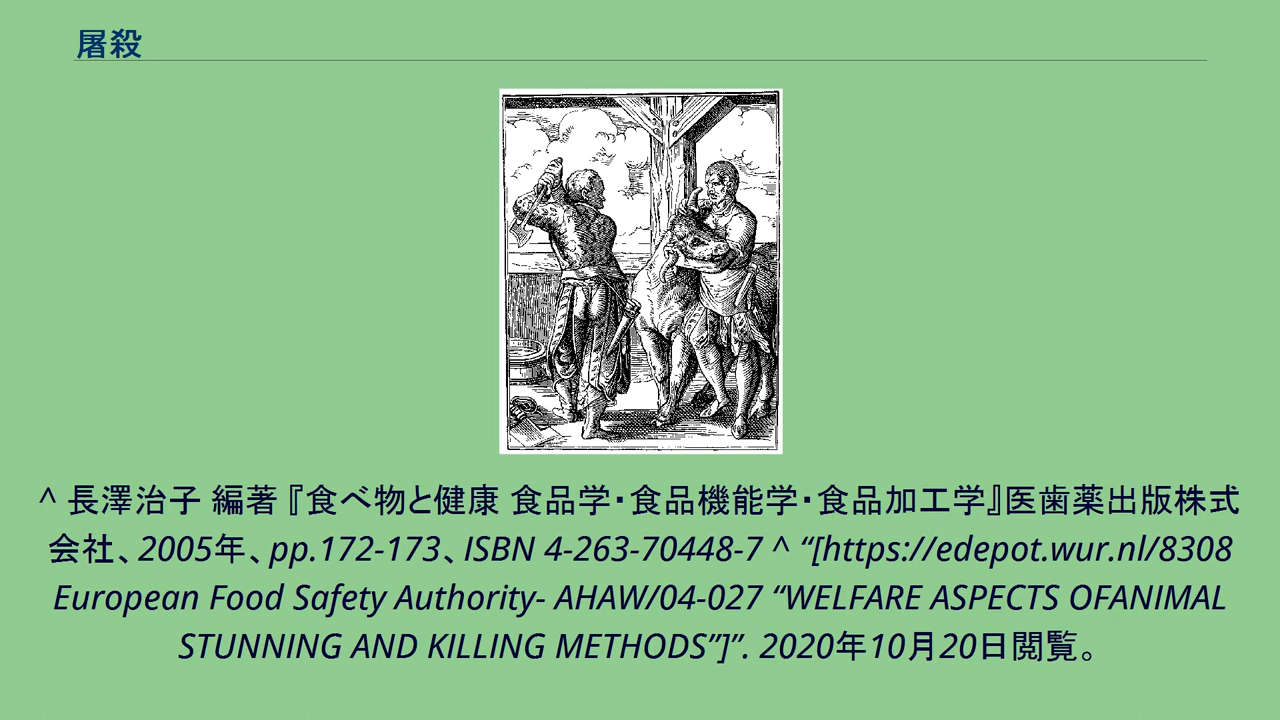 屠殺
^ 長澤治子 編著『食べ物と健康 食品学・食品機能学・食品加工学』医歯薬出版株式
会社、2005年、pp.172-173、ISBN 4-263-70448-7 ^ “[https://edepot.wur.nl/8308
European Food Safety Authority- AHAW/04-027 “WELFARE ASPECTS OFANIMAL
STUNNING AND KILLING METHODS”]”. 2020年10月20日閲覧。